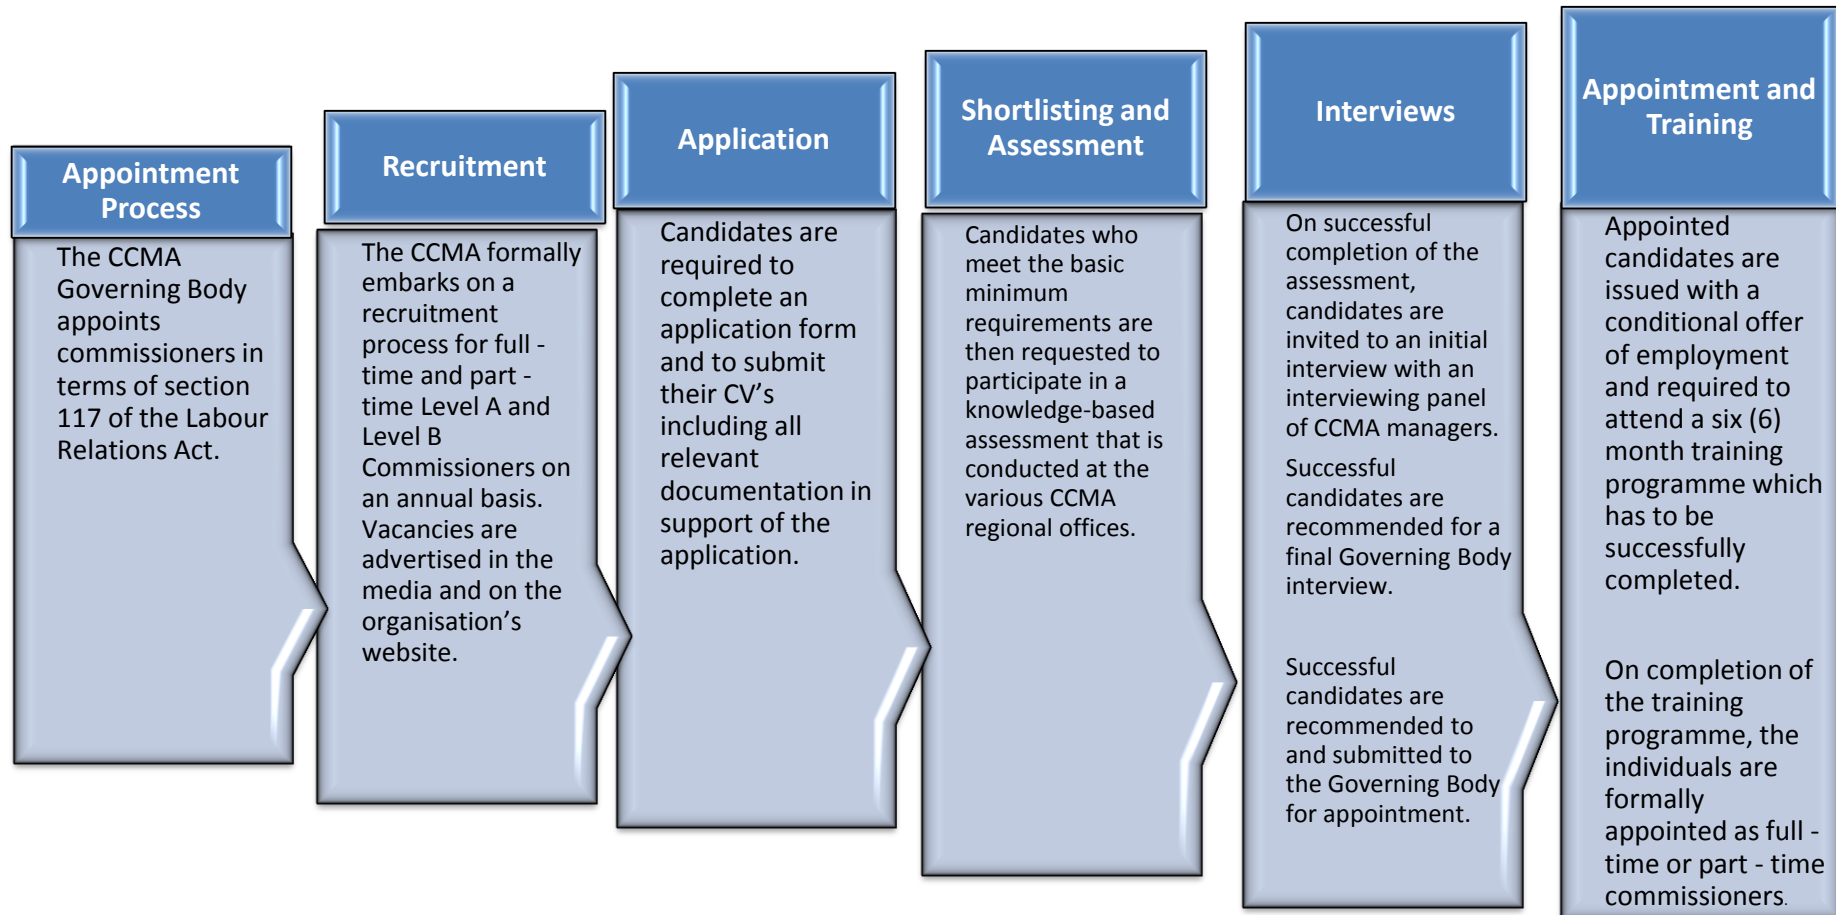 Appointment
Process
The CCMA
Governing Body
appoints
commissioners in
terms of section
117 of the Labour
Relations Act.
Recruitment
The CCMA formally
embarks on a
recruitment
process for full -
time and part -
time Level A and
Level B
Commissioners on
an annual basis.
Vacancies are
advertised in the
media and on the
organisation’s
website.
Application
Candidates are
required to
complete an
application form
and to submit
their CV’s
including all
relevant
documentation in
support of the
application.
Shortlisting and
Assessment
Candidates who
meet the basic
minimum
requirements are
then requested to
participate in a
knowledge-based
assessment that is
conducted at the
various CCMA
regional offices.
Interviews
On successful
completion of the
assessment,
candidates are
invited to an initial
interview with an
interviewing panel
of CCMA managers.
Successful
candidates are
recommended for a
final Governing Body
interview.
Successful
candidates are
recommended to
and submitted to
the Governing Body
for appointment.
Appointment and
Training
Appointed
candidates are
issued with a
conditional offer
of employment
and required to
attend a six (6)
month training
programme which
has to be
successfully
completed.
On completion of
the training
programme, the
individuals are
formally
appointed as full -
time or part - time
commissioners.